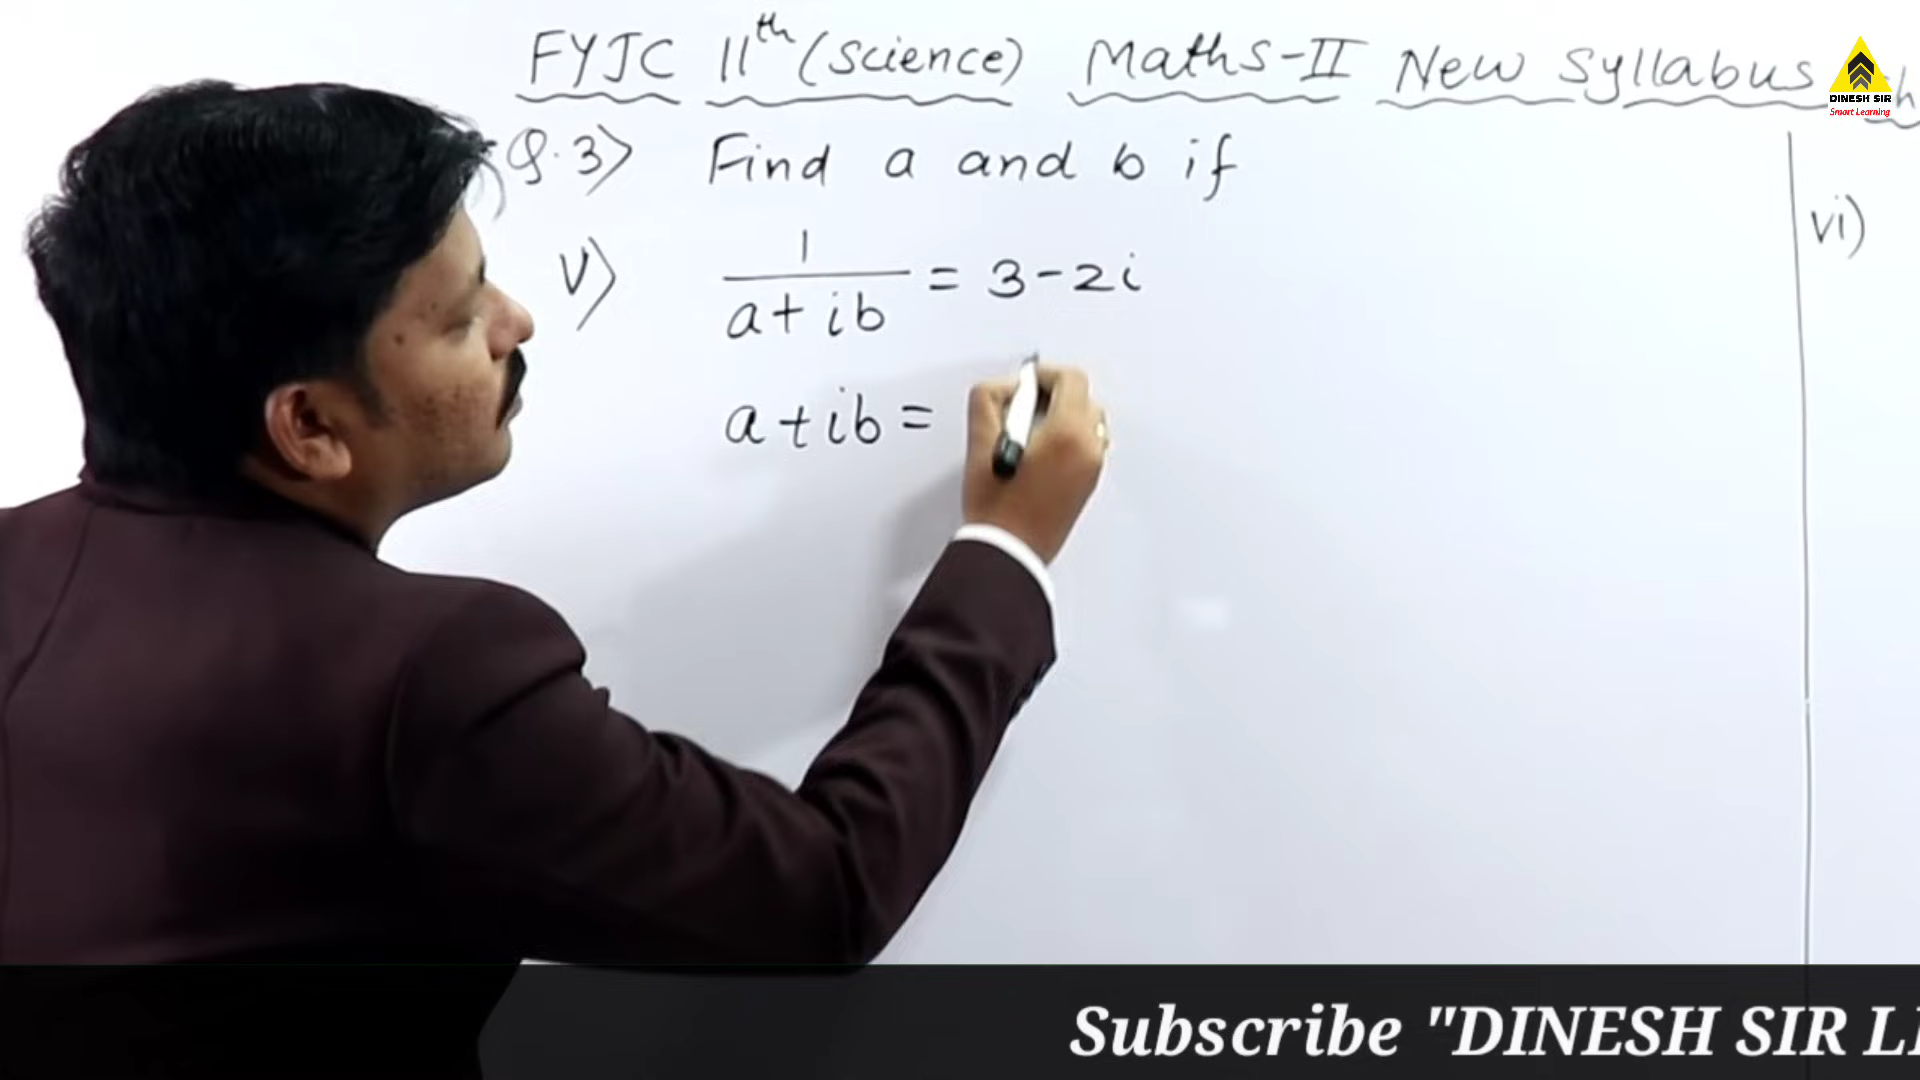 FYJC 11th (Science) Maths-II New Syllabus
DINESH SIR
Smart Learning
Q.3> Find a and b if
V> 1/(a+ib) = 3-2i
vi)
a+ib =
Subscribe "DINESH SIR